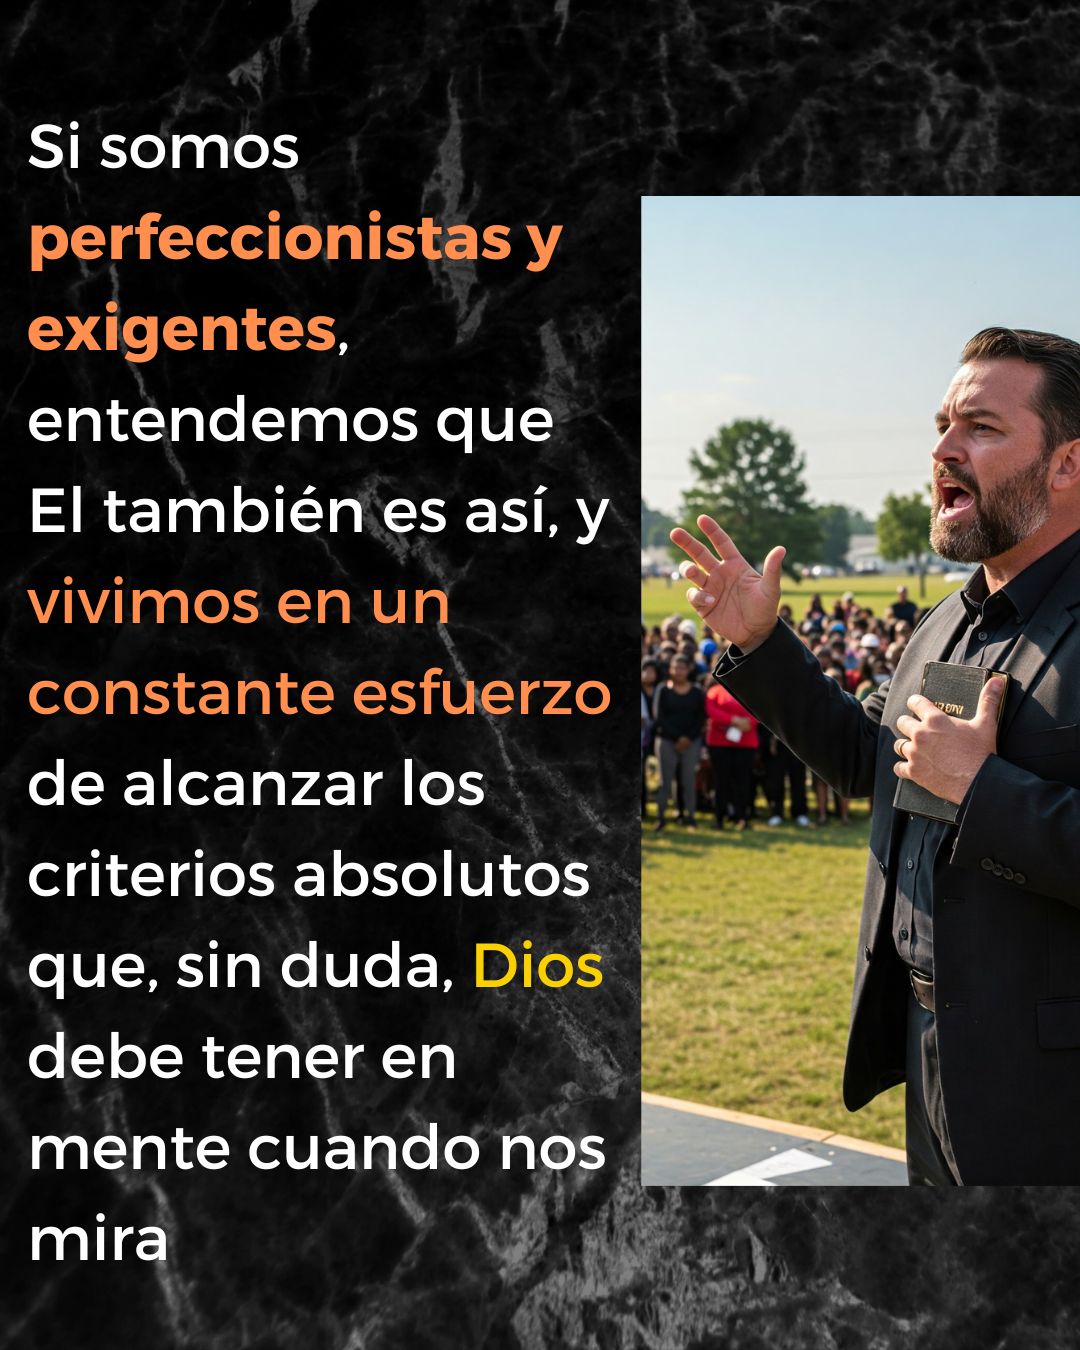 Si somos
perfeccionistas y
exigentes,
entendemos que
El también es así, y
vivimos en un
constante esfuerzo
de alcanzar los
criterios absolutos
que, sin duda, Dios
debe tener en
mente cuando nos
mira